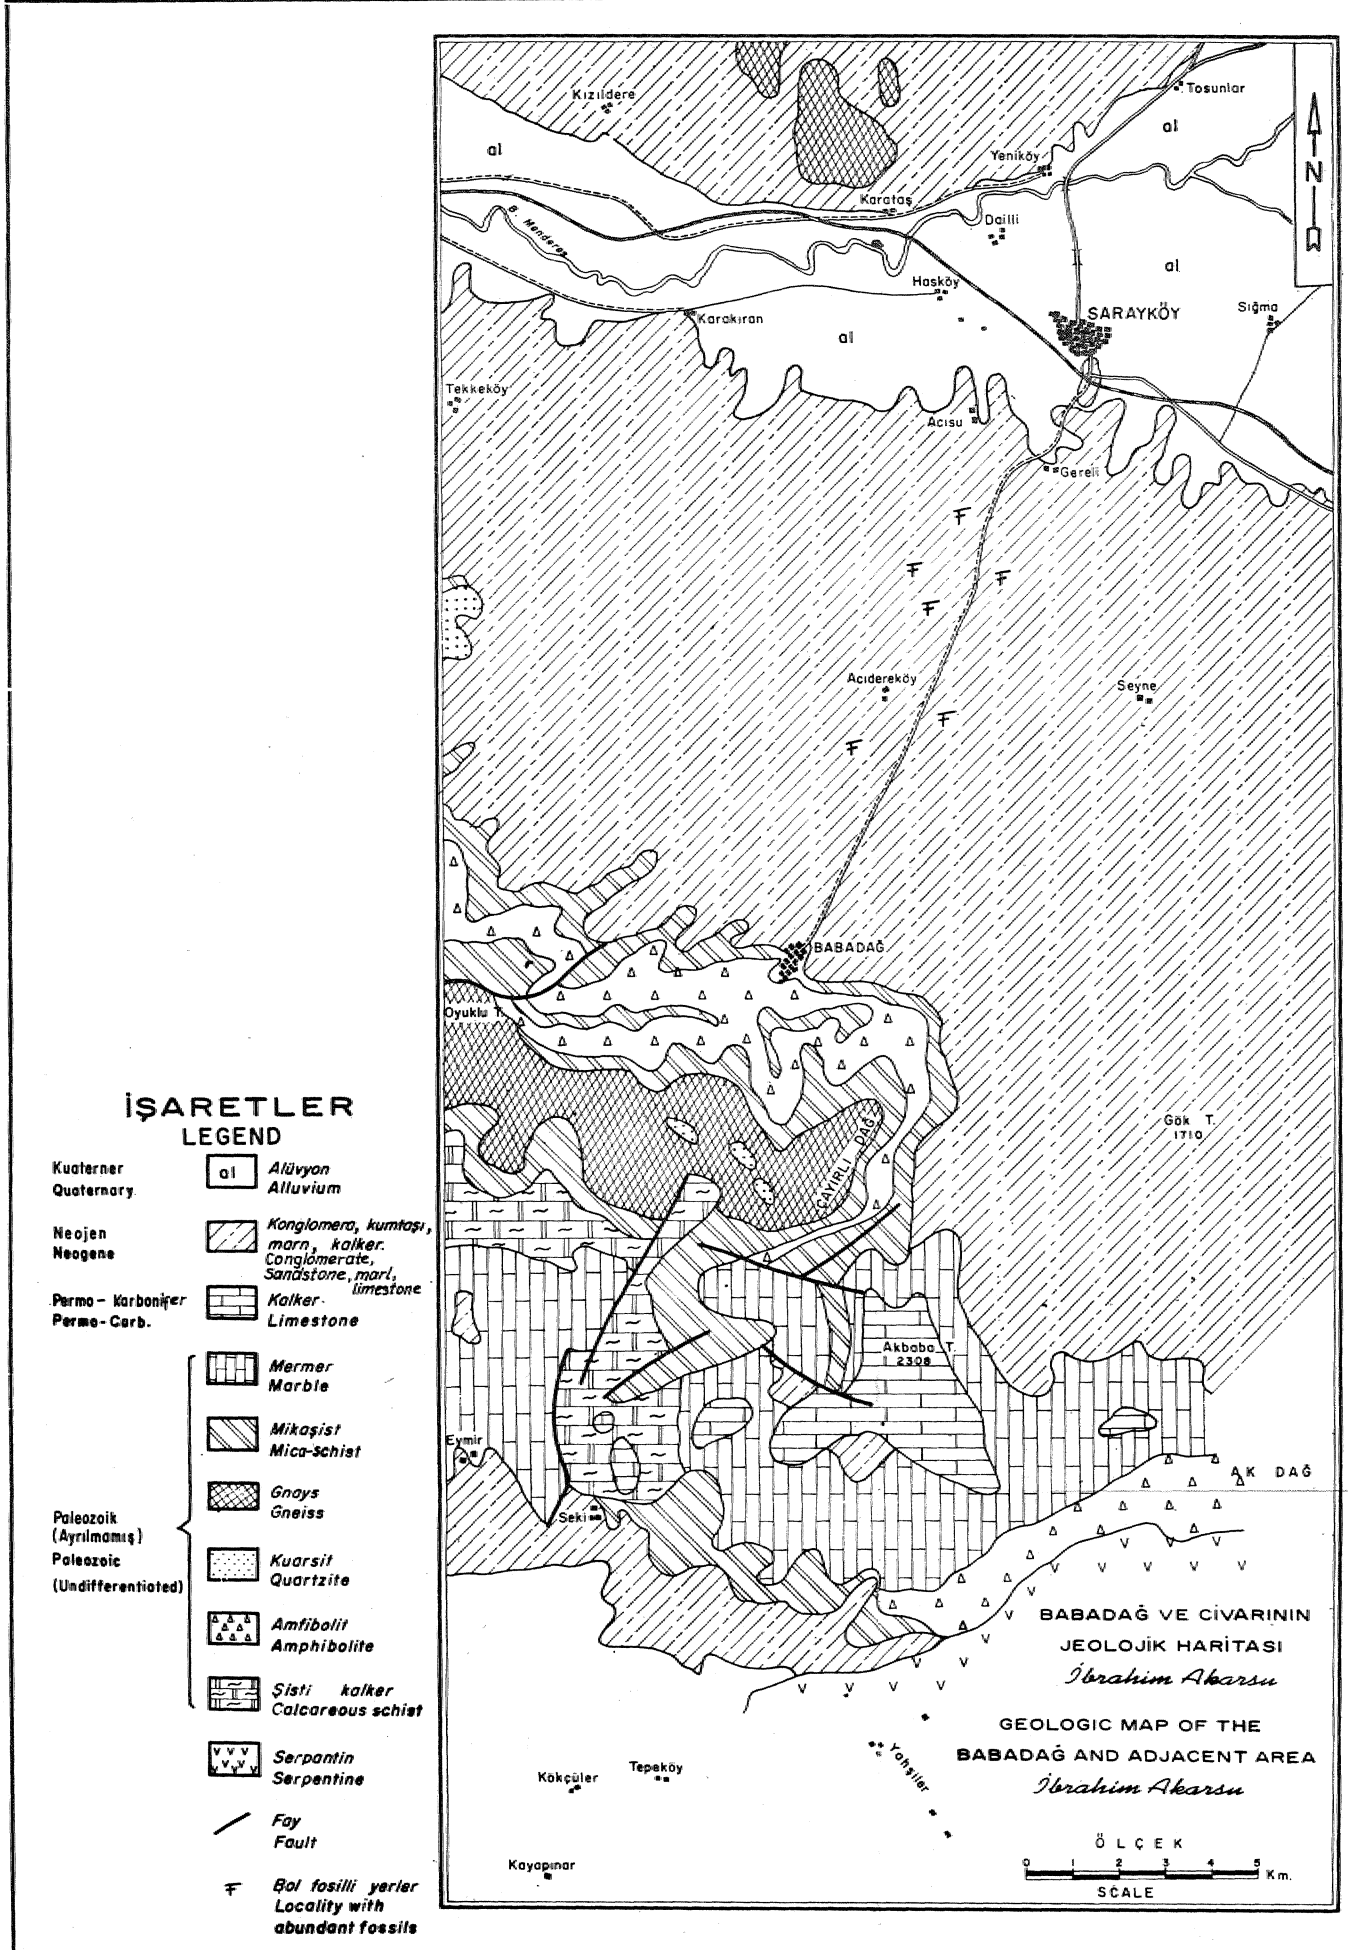 Kızıldere
Tosunlar
al
al
Yeniköy
N
Karataş
Dailli
B. Menderes
al
Hasköy
SARAYKÖY
Sığma
Karakıran
al
Tekkeköy
Acısu
Gereli
F
F
F
F
Acıdereköy
Seyne
F
F
BABADAĞ
Oyuklu T.
Gök T.
1710
ÇAYIRLI DAĞ
Akbaba T.
2308
Eymir
AK DAĞ
Seki
Yahşiler
Kökçüler
Tepeköy
Kayapınar
BABADAĞ VE CİVARININ
JEOLOJİK HARİTASI
İbrahim Akarsu
GEOLOGIC MAP OF THE
BABADAĞ AND ADJACENT AREA
İbrahim Akarsu
ÖLÇEK
0 1 2 3 4 5 Km.
SCALE
İŞARETLER
LEGEND
Kuaterner
Quaternary.
al
Alüvyon
Alluvium
Neojen
Neogene
Konglomera, kumtaşı,
marn, kalker.
Conglomerate,
Sandstone, marl,
limestone
Permo-Karbonifer
Permo-Carb.
Kalker
Limestone
Mermer
Marble
Mikaşist
Mica-schist
Gnays
Gneiss
Paleozoik
(Ayrılmamış)
Paleozoic
(Undifferentiated)
Kuarsit
Quartzite
Amfibolit
Amphibolite
Şisti kalker
Calcareous schist
Serpantin
Serpentine
Fay
Fault
F
Bol fosilli yerler
Locality with
abundant fossils